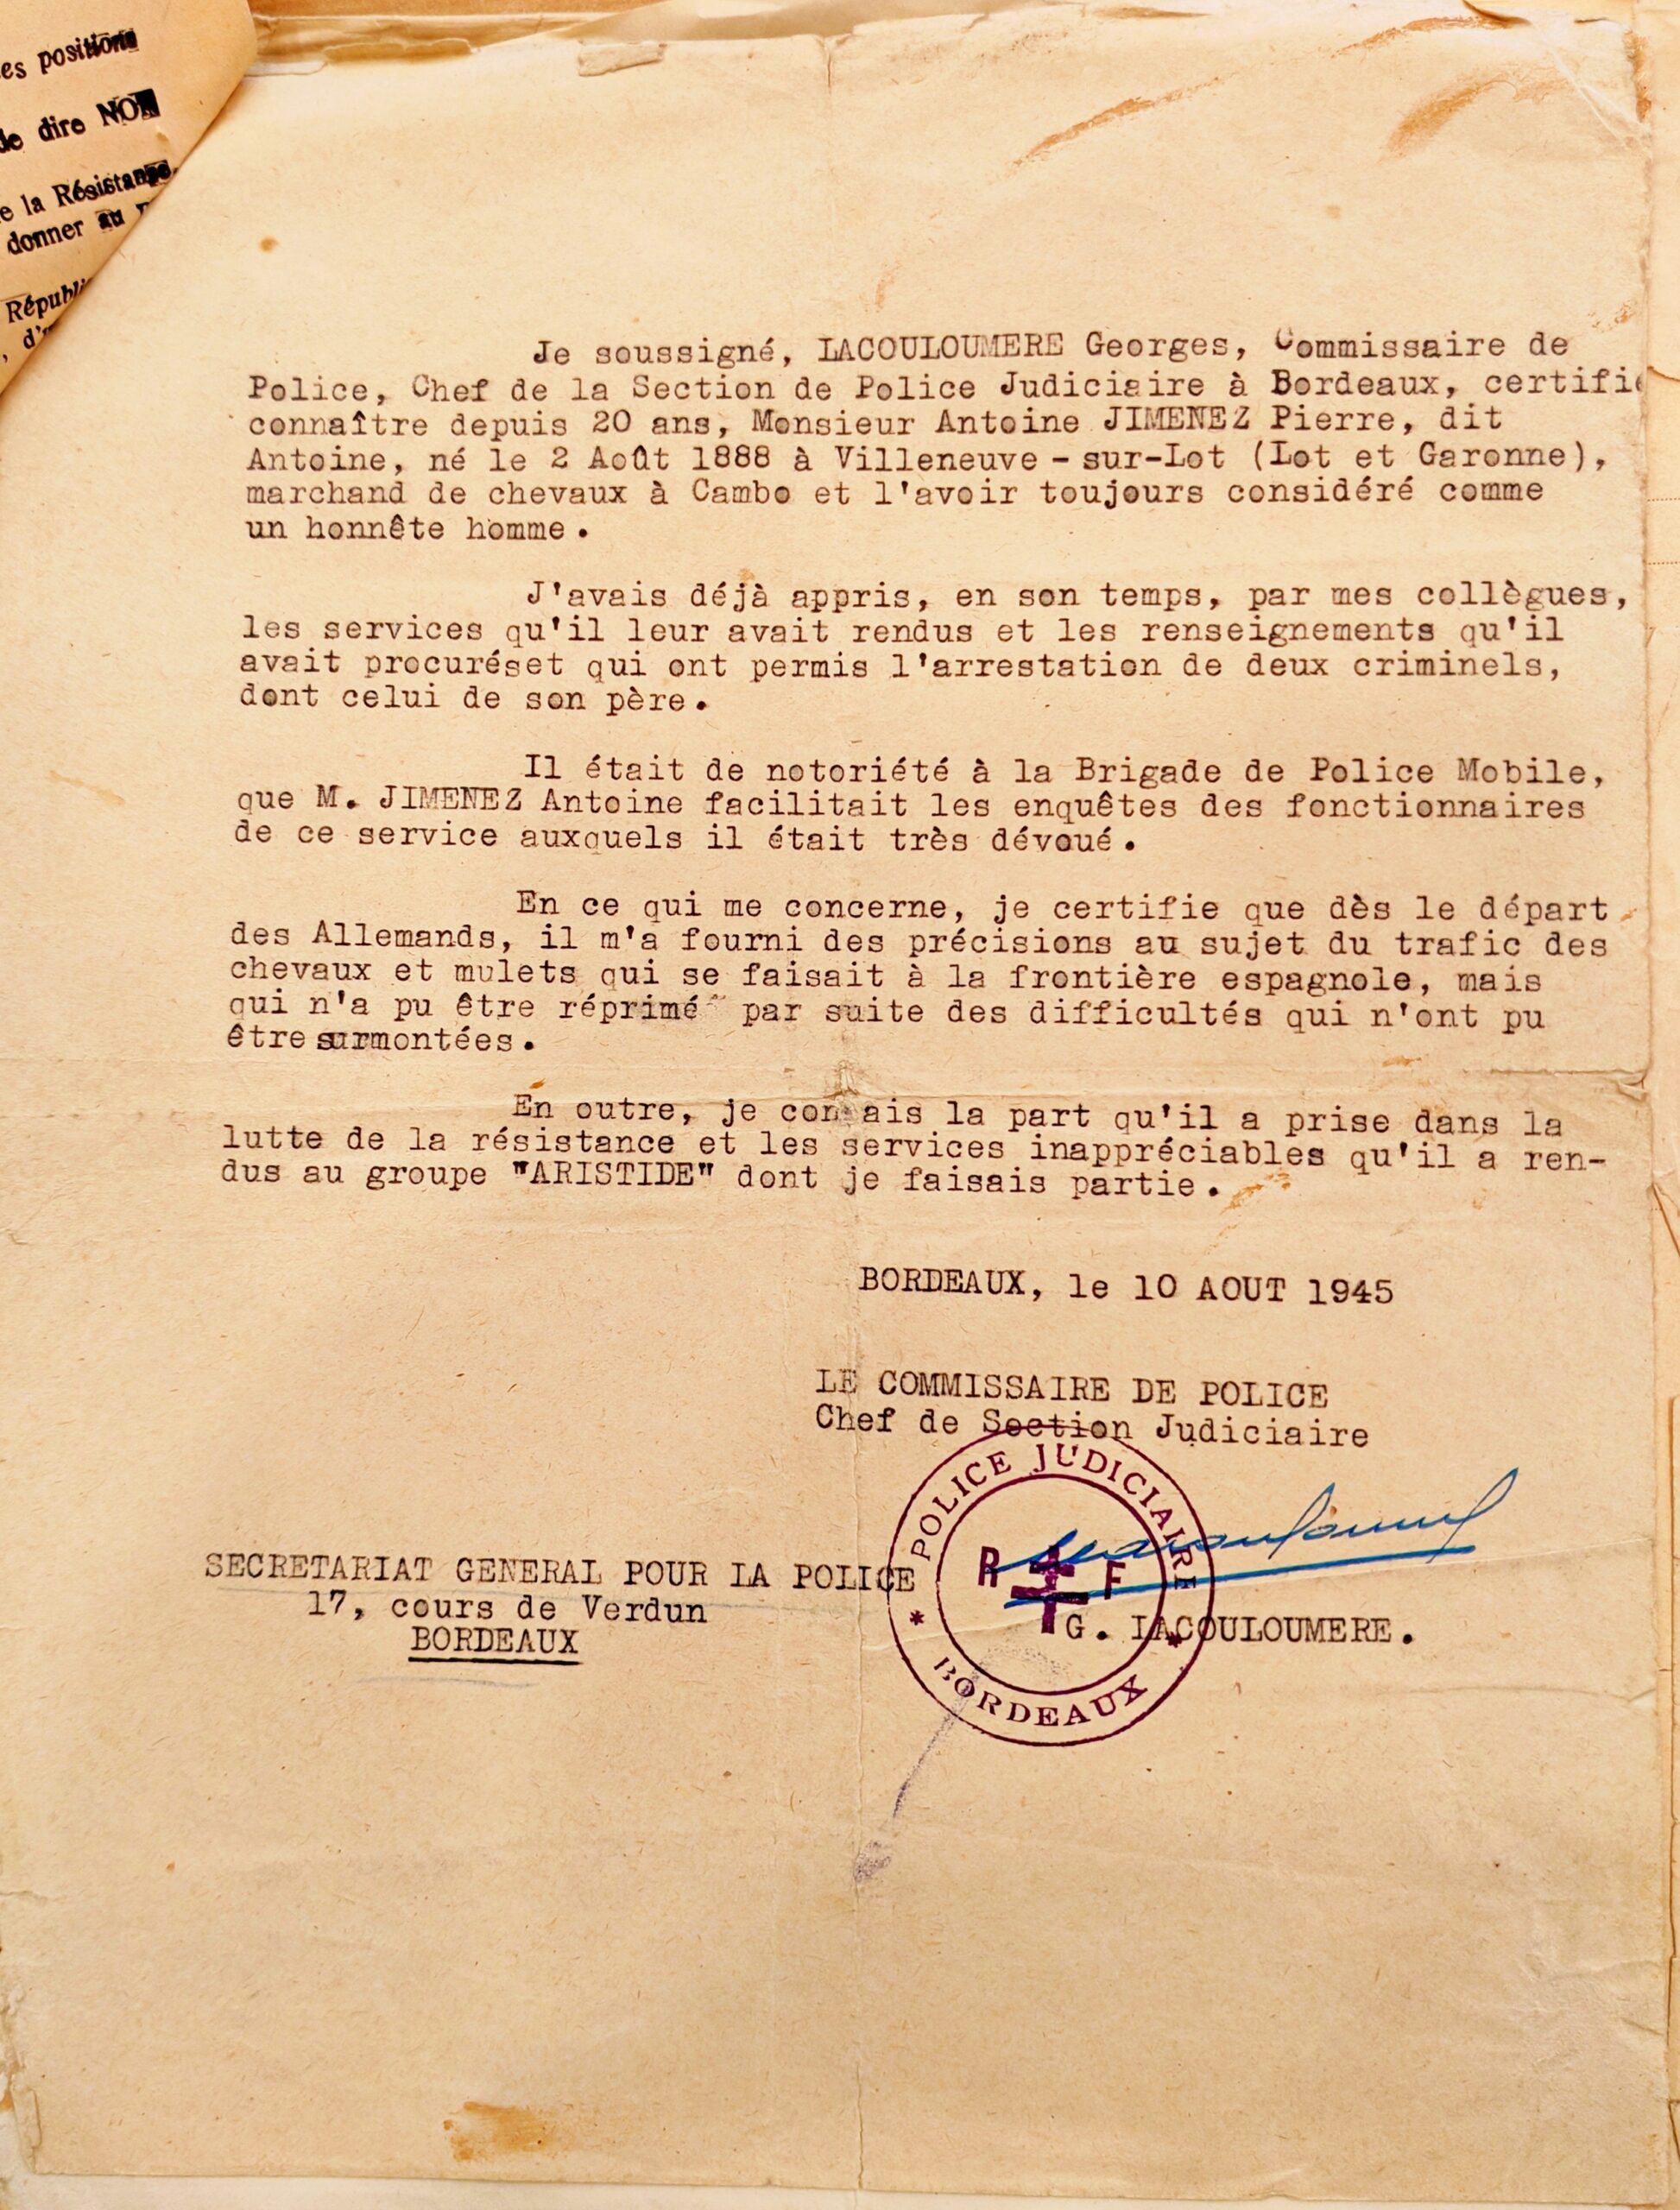 es positions
de dire NON
e la Résistance
donner au
Républi
d'
Je soussigné, LACOULOUMERE Georges, Commissaire de
Police, Chef de la Section de Police Judiciaire à Bordeaux, certifie
connaître depuis 20 ans, Monsieur Antoine JIMENEZ Pierre, dit
Antoine, né le 2 Août 1888 à Villeneuve-sur-Lot (Lot et Garonne),
marchand de chevaux à Cambo et l'avoir toujours considéré comme
un honnête homme.
J'avais déjà appris, en son temps, par mes collègues,
les services qu'il leur avait rendus et les renseignements qu'il
avait procuréset qui ont permis l'arrestation de deux criminels,
dont celui de son père.
Il était de notoriété à la Brigade de Police Mobile,
que M. JIMENEZ Antoine facilitait les enquêtes des fonctionnaires
de ce service auxquels il était très dévoué.
En ce qui me concerne, je certifie que dès le départ
des Allemands, il m'a fourni des précisions au sujet du trafic des
chevaux et mulets qui se faisait à la frontière espagnole, mais
qui n'a pu être réprimé par suite des difficultés qui n'ont pu
être surmontées.
En outre, je connais la part qu'il a prise dans la
lutte de la résistance et les services inappréciables qu'il a ren-
dus au groupe "ARISTIDE" dont je faisais partie.
BORDEAUX, le 10 AOUT 1945
LE COMMISSAIRE DE POLICE
Chef de Section Judiciaire
POLICE JUDICIAIRE
R F
* BORDEAUX *
SECRETARIAT GENERAL POUR LA POLICE
17, cours de Verdun
BORDEAUX
G. LACOULOUMERE.